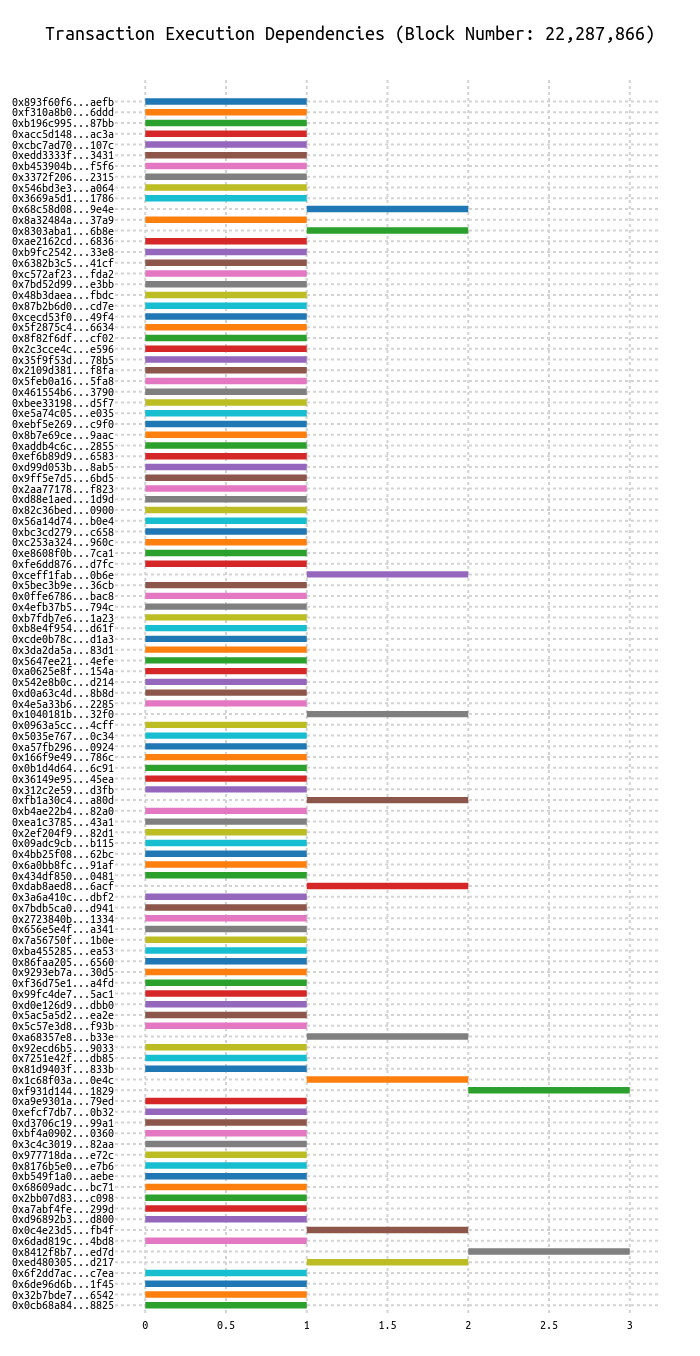 Transaction Execution Dependencies (Block Number: 22,287,866)
0x893f60f6...aefb
0xf310a8b0...6ddd
0xb196c995...87bb
0xacc5d148...ac3a
0xcbc7ad70...107c
0xedd3333f...3431
0xb453904b...f5f6
0x3372f206...2315
0x546bd3e3...a064
0x3669a5d1...1786
0x68c58d08...9e4e
0x8a32484a...37a9
0x8303aba1...6b8e
0xae2162cd...6836
0xb9fc2542...33e8
0x6382b3c5...41cf
0xc572af23...fda2
0x7bd52d99...e3bb
0x48b3daea...fbdc
0x87b2b6d0...cd7e
0xcecd53f0...49f4
0x5f2875c4...6634
0x8f82f6df...cf02
0x2c3cce4c...e596
0x35f9f53d...78b5
0x2109d381...f8fa
0x5feb0a16...5fa8
0x461554b6...3790
0xbee33198...d5f7
0xe5a74c05...e035
0xebf5e269...c9f0
0x8b7e69ce...9aac
0xaddb4c6c...2855
0xef6b89d9...6583
0xd99d053b...8ab5
0x9ff5e7d5...6bd5
0x2aa77178...f823
0xd88e1aed...1d9d
0x82c36bed...0900
0x56a14d74...b0e4
0xbc3cd279...c658
0xc253a324...960c
0xe8608f0b...7ca1
0xfe6dd876...d7fc
0xceff1fab...0b6e
0x5bec3b9e...36cb
0x0ffe6786...bac8
0x4efb37b5...794c
0xb7fdb7e6...1a23
0xb8e4f954...d61f
0xcde0b78c...d1a3
0x3da2da5a...83d1
0x5647ee21...4efe
0xa0625e8f...154a
0x542e8b0c...d214
0xd0a63c4d...8b8d
0x4e5a33b6...2285
0x1040181b...32f0
0x0963a5cc...4cff
0x5035e767...0c34
0xa57fb296...0924
0x166f9e49...786c
0x0b1d4d64...6c91
0x36149e95...45ea
0x312c2e59...d3fb
0xfb1a30c4...a80d
0xb4ae22b4...82a0
0xea1c3785...43a1
0x2ef204f9...82d1
0x09adc9cb...b115
0x4bb25f08...62bc
0x6a0bb8fc...91af
0x434df850...0481
0xdab8aed8...6acf
0x3a6a410c...dbf2
0x7bdb5ca0...d941
0x2723840b...1334
0x656e5e4f...a341
0x7a56750f...1b0e
0xba455285...ea53
0x86faa205...6560
0x9293eb7a...30d5
0xf36d75e1...a4fd
0x99fc4de7...5ac1
0xd0e126d9...dbb0
0x5ac5a5d2...ea2e
0x5c57e3d8...f93b
0xa68357e8...b33e
0x92ecd6b5...9033
0x7251e42f...db85
0x81d9403f...833b
0x1c68f03a...0e4c
0xf931d144...1829
0xa9e9301a...79ed
0xefcf7db7...0b32
0xd3706c19...99a1
0xbf4a0902...0360
0x3c4c3019...82aa
0x977718da...e72c
0x8176b5e0...e7b6
0xb549f1a0...aebe
0x68609adc...bc71
0x2bb07d83...c098
0xa7abf4fe...299d
0xd96892b3...d800
0x0c4e23d5...fb4f
0x6dad819c...4bd8
0x8412f8b7...ed7d
0xed480305...d217
0x6f2dd7ac...c7ea
0x6de96d6b...1f45
0x32b7bde7...6542
0x0cb68a84...8825
0 0.5 1 1.5 2 2.5 3